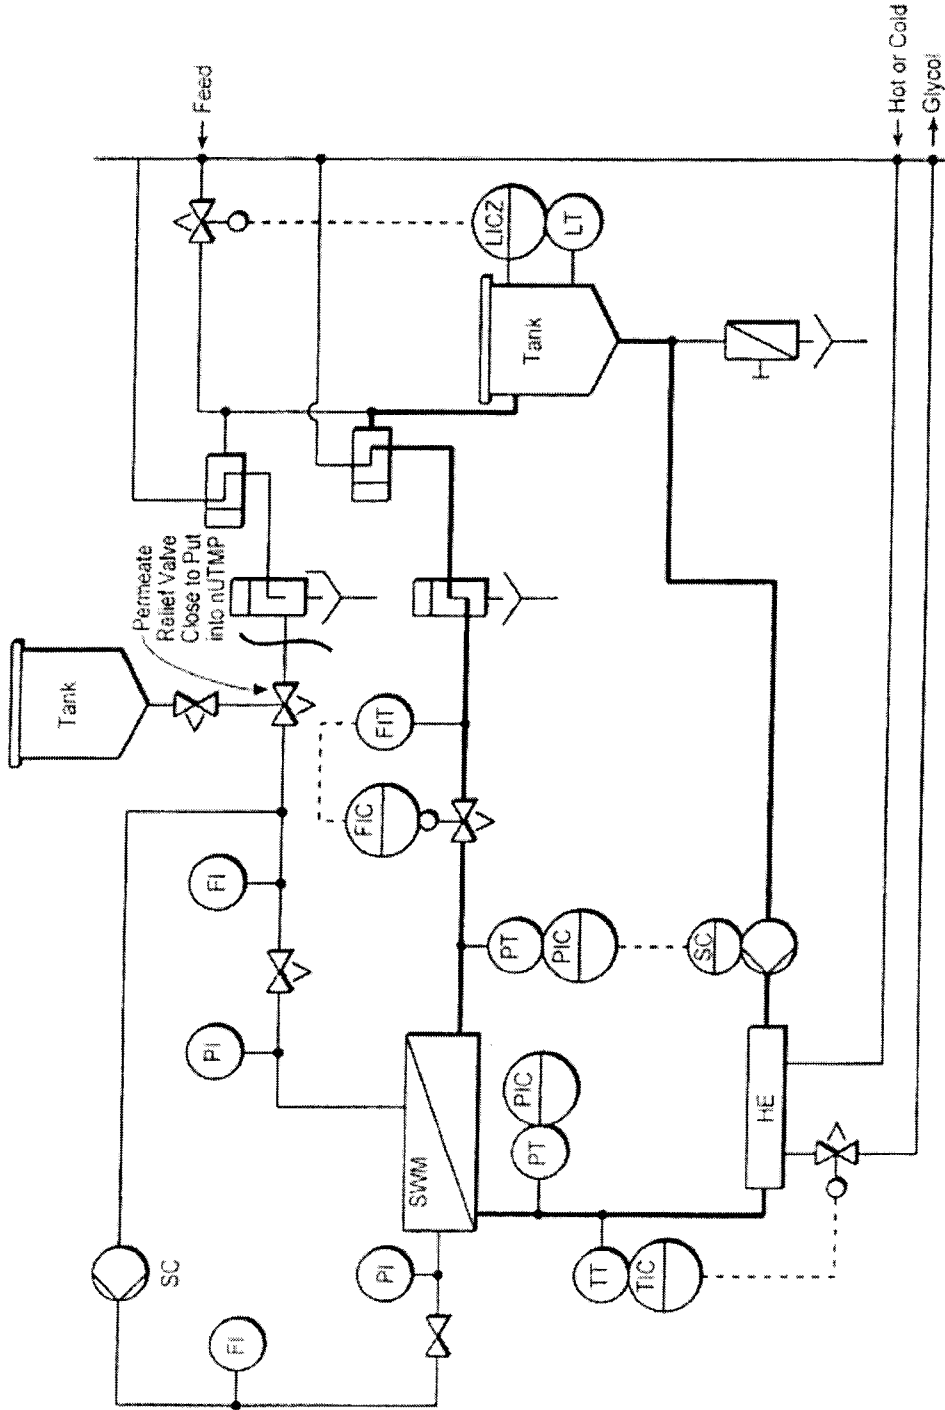 Feed
Hot or Cold
Glycol
LICZ
LT
Tank
Permeate
Relief Valve
Close to Put
into nUTMP
Tank
FIT
FIC
FI
PT
PIC
SC
PI
PIC
PT
HE
SWM
SC
PI
TT
TIC
FI